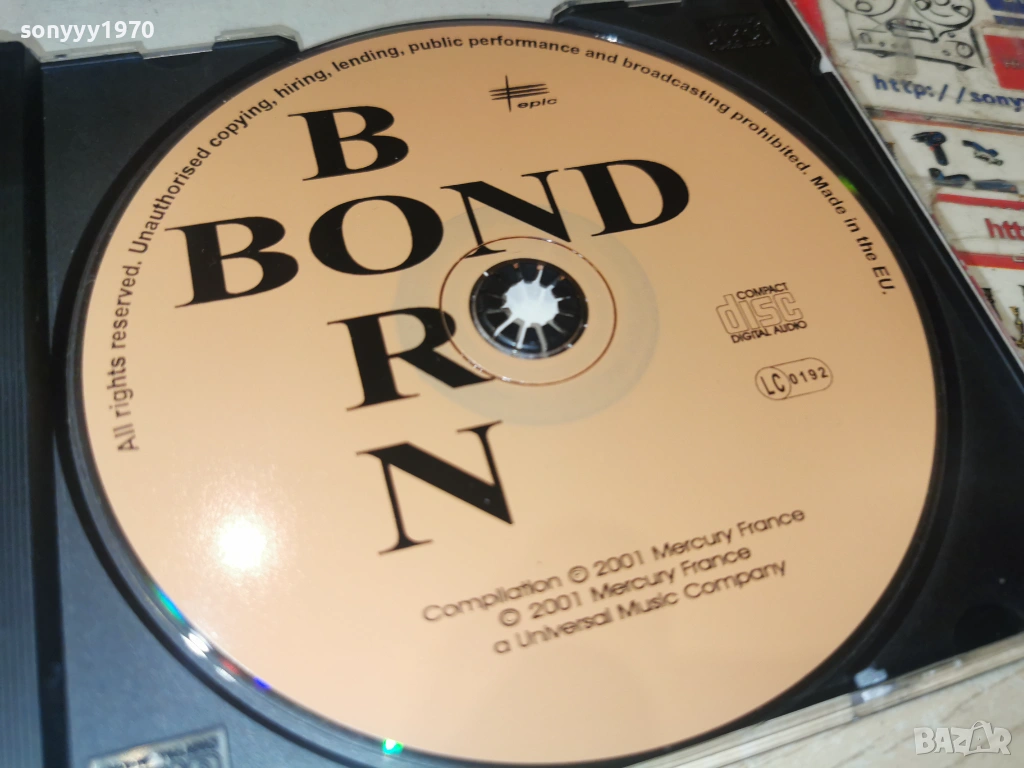 sonyyy1970
All rights reserved. Unauthorised copying, hiring, lending, public performance and broadcasting prohibited. Made in the EU.
epic
BORN
BOND
COMPACT
disc
DIGITAL AUDIO
LC 0192
Compilation © 2001 Mercury France
© 2001 Mercury France
a Universal Music Company
http://sony
htt
BAZAR